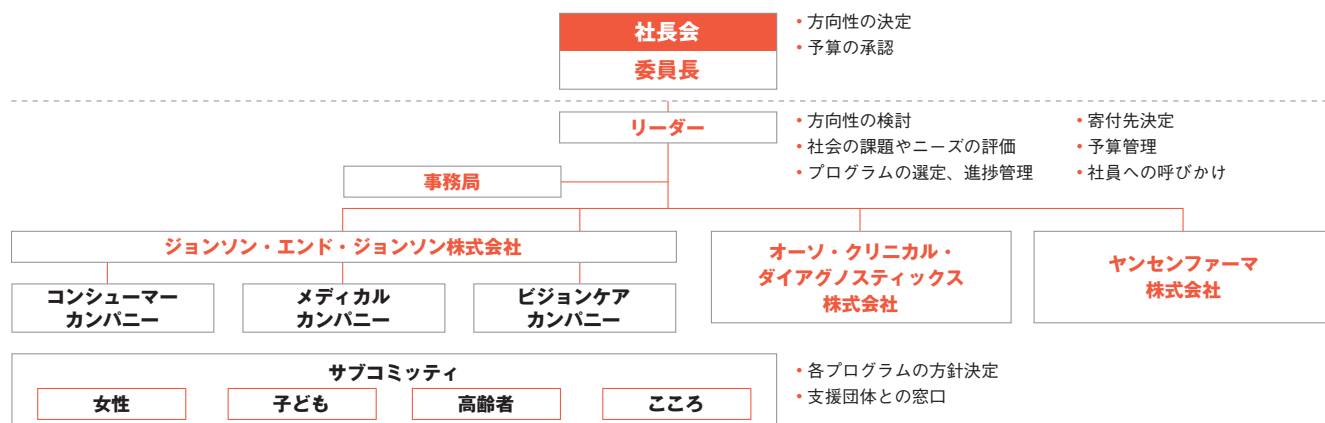 社長会
委員長
• 方向性の決定
• 予算の承認
リーダー
• 方向性の検討
• 社会の課題やニーズの評価
• プログラムの選定、進捗管理
• 寄付先決定
• 予算管理
• 社員への呼びかけ
事務局
ジョンソン・エンド・ジョンソン株式会社
コンシューマー
カンパニー
メディカル
カンパニー
ビジョンケア
カンパニー
オーソ・クリニカル・
ダイアグノスティックス
株式会社
ヤンセンファーマ
株式会社
サブコミッティ
女性
子ども
高齢者
こころ
• 各プログラムの方針決定
• 支援団体との窓口